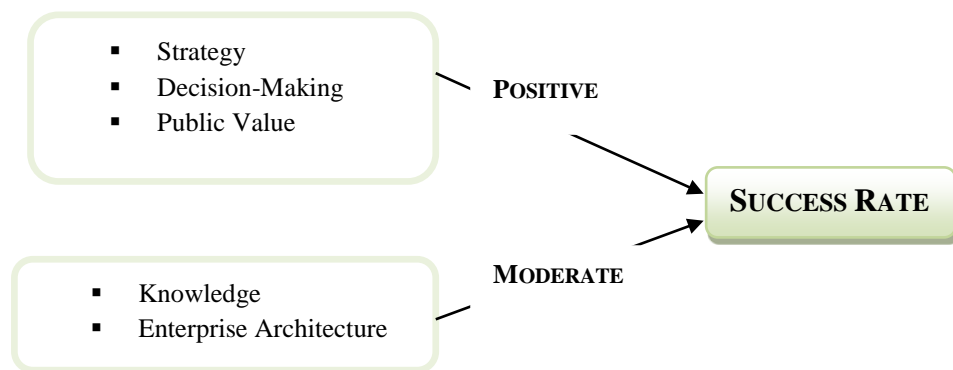 ▪ Strategy
▪ Decision-Making
▪ Public Value
POSITIVE
SUCCESS RATE
MODERATE
▪ Knowledge
▪ Enterprise Architecture